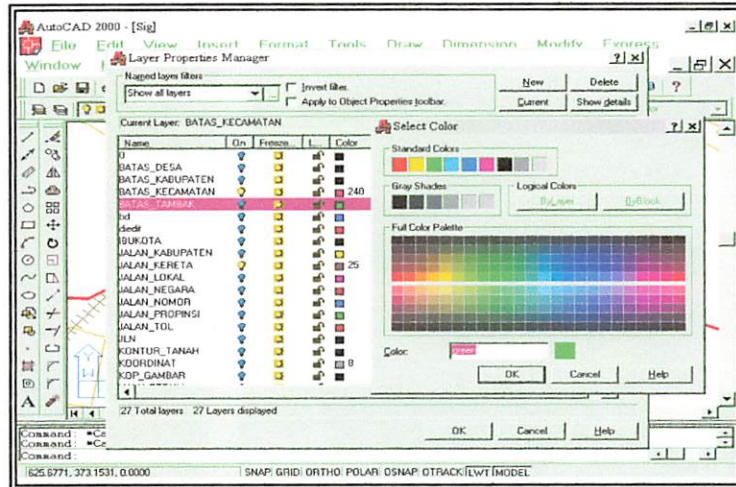 AutoCAD 2000 - [Sig]
File Edit View Insert Format Tools Draw Dimension Modify Express
Window
Layer Properties Manager
Named layer filters
Show all layers
Invert filter
Apply to Object Properties toolbar
New
Delete
Current
Show details
Current Layer: BATAS_KECAMATAN
Name On Freeze... L... Color
0
BATAS_DESA
BATAS_KABUPATEN
BATAS_KECAMATAN 240
BATAS_TAMBAK
bd
diedit
IBUKOTA
JALAN_KABUPATEN
JALAN_KERETA 25
JALAN_LOKAL
JALAN_NEGARA
JALAN_NOMOR
JALAN_PROPINSI
JALAN_TOL
JLN
KONTUR_TANAH
KOORDINAT 8
KOP_GAMBAR
27 Total layers 27 Layers displayed
OK Cancel Help
Select Color
Standard Colors
Gray Shades
Logical Colors
ByLayer ByBlock
Full Color Palette
Color: green
OK Cancel Help
Command: *Ca
Command: *Ca
Command:
625.6771, 373.1531, 0.0000 SNAP GRID ORTHO POLAR OSNAP OTRACK LWT MODEL